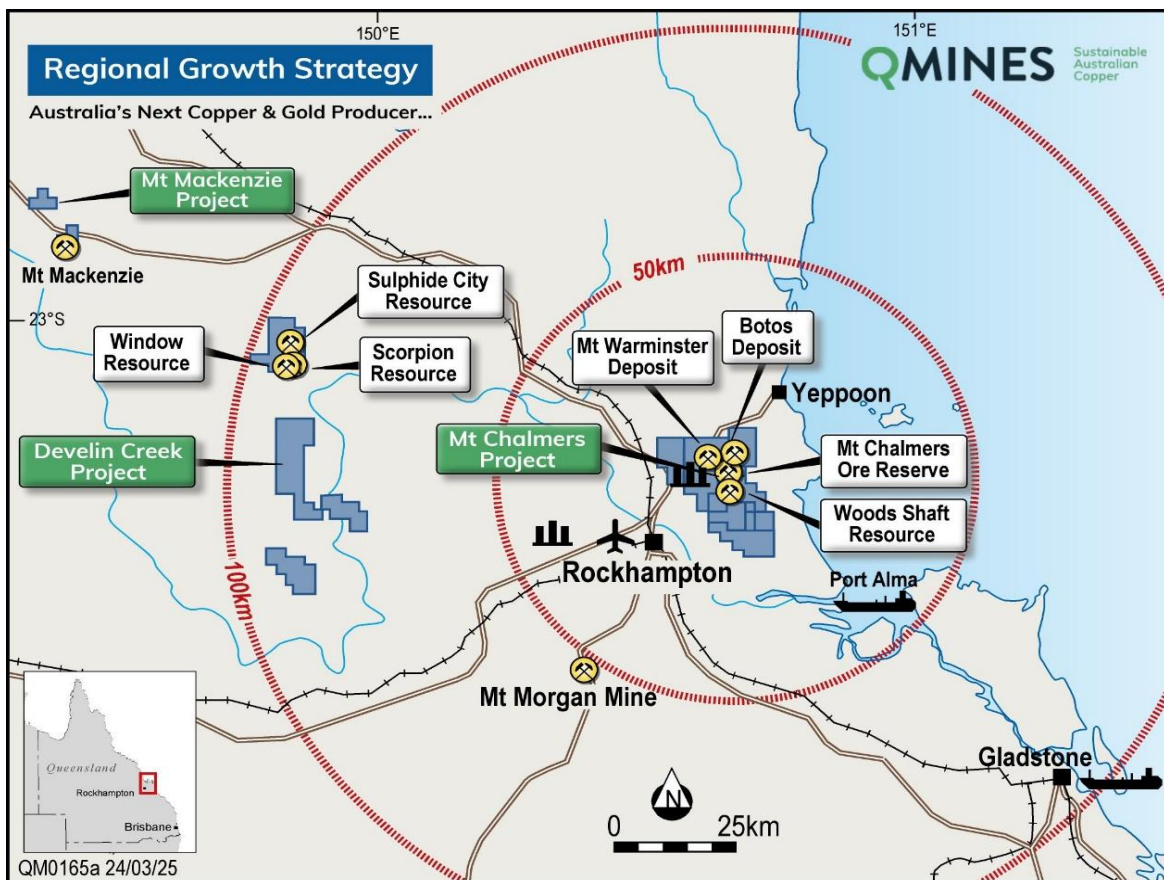 150°E
151°E
Regional Growth Strategy
Australia's Next Copper & Gold Producer...
QMINES
Sustainable
Australian
Copper
Mt Mackenzie
Project
Mt Mackenzie
50km
23°S
Sulphide City
Resource
Window
Resource
Scorpion
Resource
Mt Warminster
Deposit
Botos
Deposit
Yeppoon
Develin Creek
Project
Mt Chalmers
Project
Mt Chalmers
Ore Reserve
Woods Shaft
Resource
100km
Rockhampton
Port Alma
Mt Morgan Mine
Gladstone
Queensland
Rockhampton
Brisbane
N
0 25km
QM0165a 24/03/25